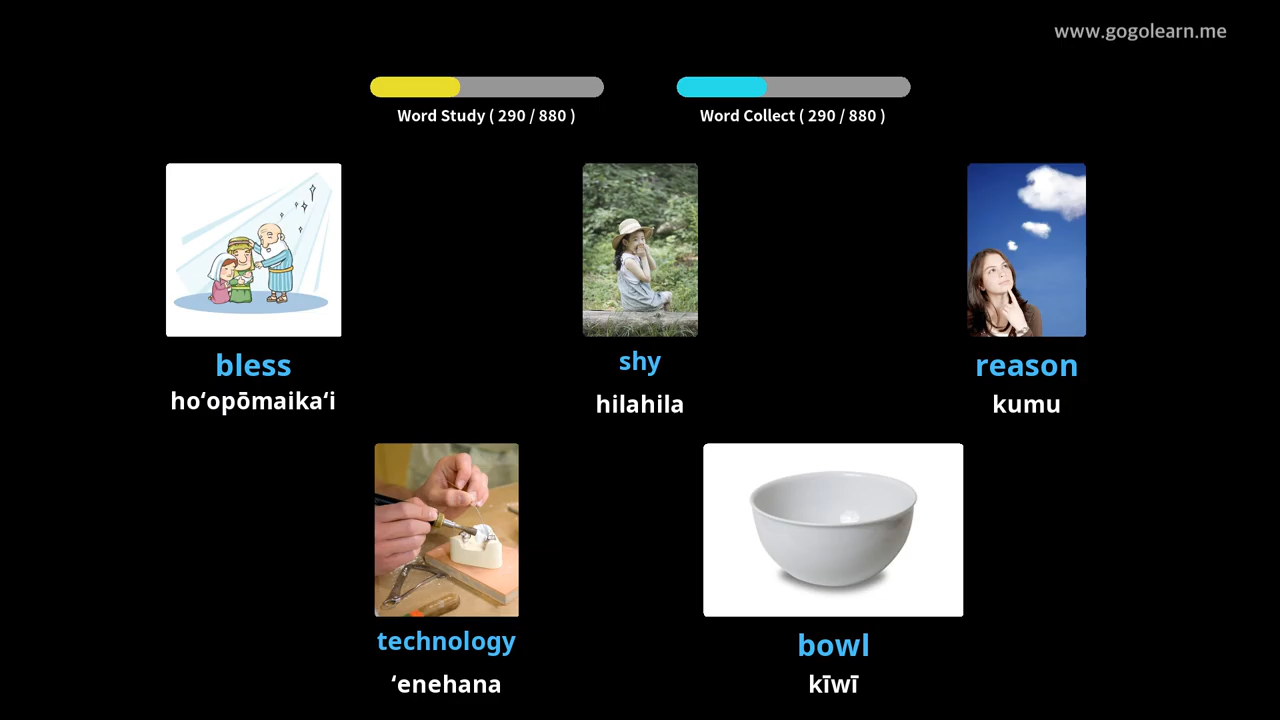 www.gogolearn.me
Word Study ( 290 / 880 )
Word Collect ( 290 / 880 )
bless
hoʻopōmaikaʻi
shy
hilahila
reason
kumu
technology
ʻenehana
bowl
kīwī